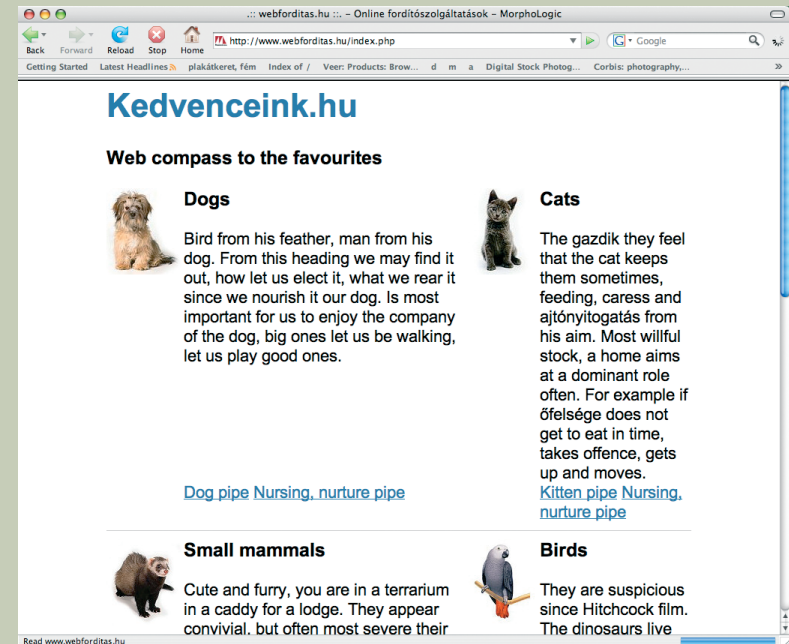 .:: webforditas.hu ::. – Online fordítószolgáltatások – MorphoLogic
Back Forward Reload Stop Home http://www.webforditas.hu/index.php G Google
Getting Started Latest Headlines plakátkeret, fém Index of / Veer: Products: Brow... d m a Digital Stock Photog... Corbis: photography,... »
Kedvenceink.hu
Web compass to the favourites
Dogs
Bird from his feather, man from his
dog. From this heading we may find it
out, how let us elect it, what we rear it
since we nourish it our dog. Is most
important for us to enjoy the company
of the dog, big ones let us be walking,
let us play good ones.
Dog pipe Nursing, nurture pipe
Cats
The gazdik they feel
that the cat keeps
them sometimes,
feeding, caress and
ajtónyitogatás from
his aim. Most willful
stock, a home aims
at a dominant role
often. For example if
őfelsége does not
get to eat in time,
takes offence, gets
up and moves.
Kitten pipe Nursing,
nurture pipe
Small mammals
Cute and furry, you are in a terrarium
in a caddy for a lodge. They appear
convivial, but often most severe their
Birds
They are suspicious
since Hitchcock film.
The dinosaurs live
Read www.webforditas.hu